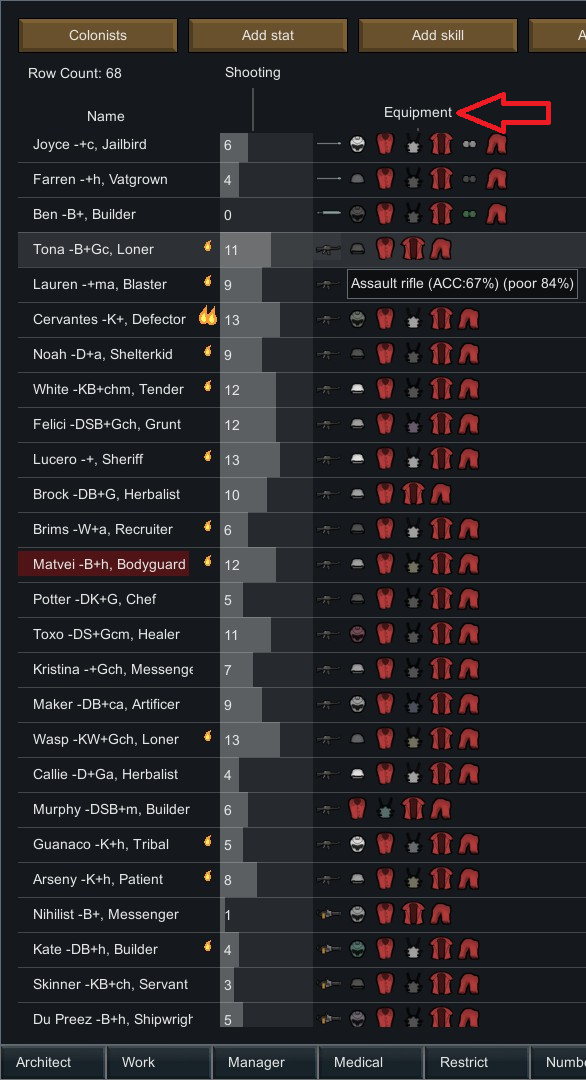 Colonists Add stat Add skill A
Row Count: 68 Shooting
Name Equipment
Joyce -+c, Jailbird 6
Farren -+h, Vatgrown 4
Ben -B+, Builder 0
Tona -B+Gc, Loner 11
Lauren -+ma, Blaster 9 Assault rifle (ACC:67%) (poor 84%)
Cervantes -K+, Defector 13
Noah -D+a, Shelterkid 9
White -KB+chm, Tender 12
Felici -DSB+Gch, Grunt 12
Lucero -+, Sheriff 13
Brock -DB+G, Herbalist 10
Brims -W+a, Recruiter 6
Matvei -B+h, Bodyguard 12
Potter -DK+G, Chef 5
Toxo -DS+Gcm, Healer 11
Kristina -+Gch, Messenge 7
Maker -DB+ca, Artificer 9
Wasp -KW+Gch, Loner 13
Callie -D+Ga, Herbalist 4
Murphy -DSB+m, Builder 6
Guanaco -K+h, Tribal 5
Arseny -K+h, Patient 8
Nihilist -B+, Messenger 1
Kate -DB+h, Builder 4
Skinner -KB+ch, Servant 3
Du Preez -B+h, Shipwrigh 5
Architect Work Manager Medical Restrict Numb